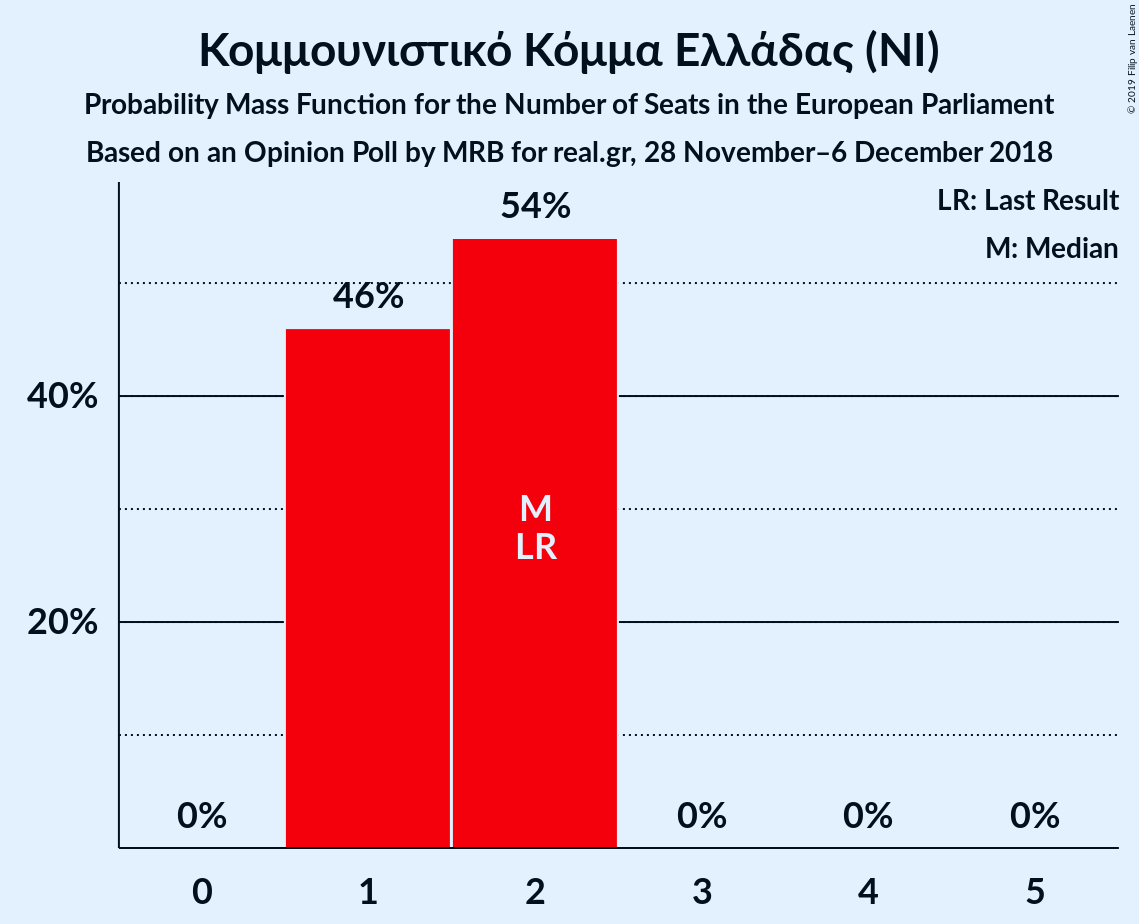 Κομμουνιστικό Κόμμα Ελλάδας (NI)
Probability Mass Function for the Number of Seats in the European Parliament
Based on an Opinion Poll by MRB for real.gr, 28 November–6 December 2018
© 2019 Filip van Laenen
LR: Last Result
M: Median
54%
46%
40%
M
LR
20%
0% 0% 0% 0%
0 1 2 3 4 5